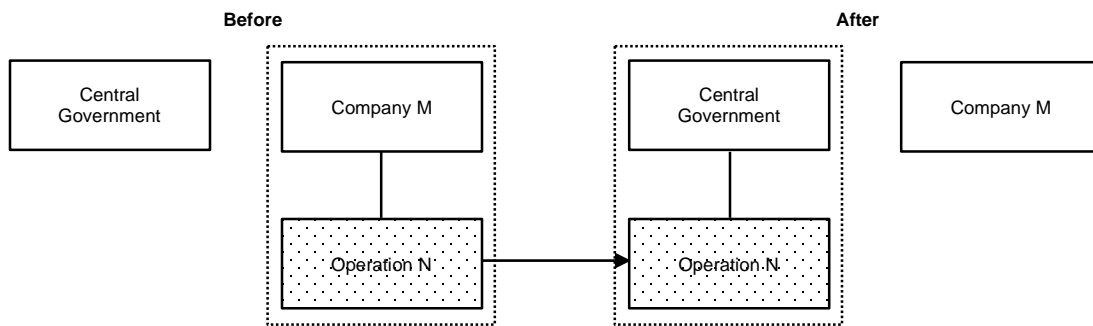 Before
After
Central
Government
Company M
Central
Government
Company M
Operation N
Operation N